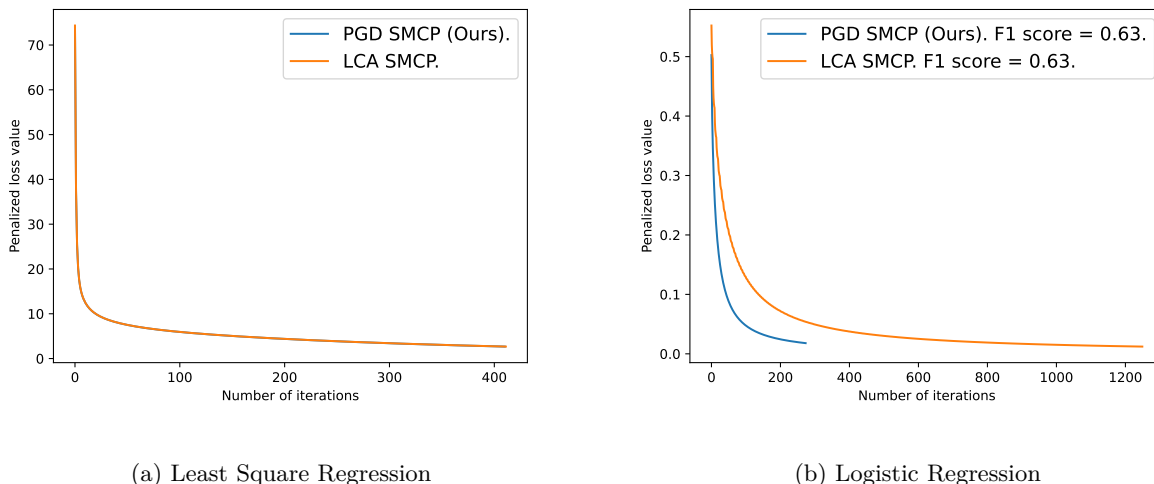 PGD SMCP (Ours).
LCA SMCP.
70
60
50
40
30
20
10
0
Penalized loss value
0 100 200 300 400
Number of iterations
(a) Least Square Regression
PGD SMCP (Ours). F1 score = 0.63.
LCA SMCP. F1 score = 0.63.
0.5
0.4
0.3
0.2
0.1
0.0
Penalized loss value
0 200 400 600 800 1000 1200
Number of iterations
(b) Logistic Regression